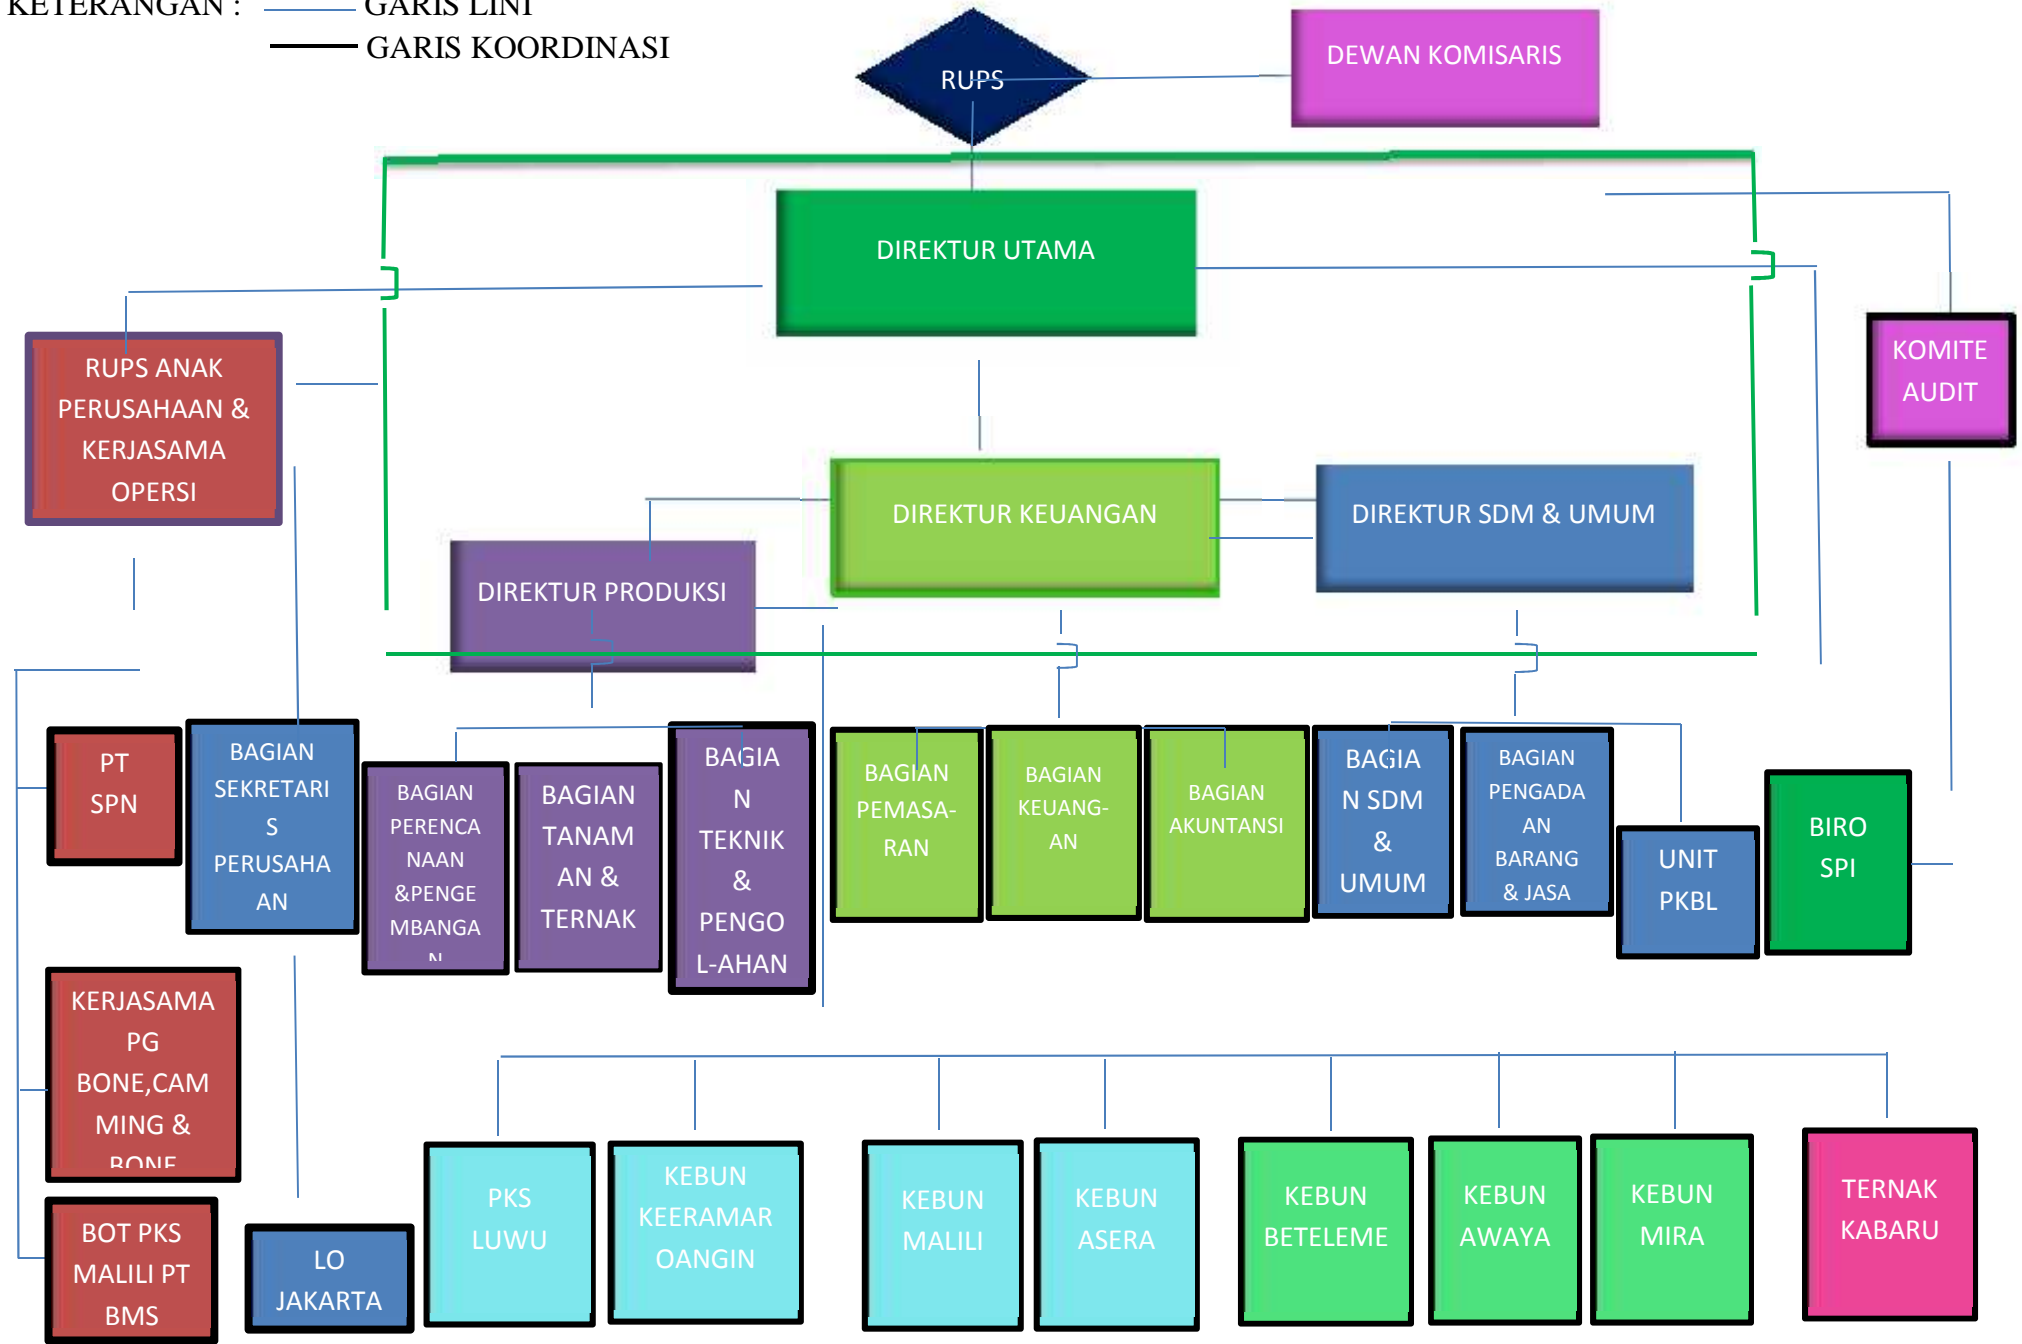 KETERANGAN :
GARIS LINI
GARIS KOORDINASI
RUPS
DEWAN KOMISARIS
DIREKTUR UTAMA
RUPS ANAK
PERUSAHAAN &
KERJASAMA
OPERSI
KOMITE
AUDIT
DIREKTUR KEUANGAN
DIREKTUR SDM & UMUM
DIREKTUR PRODUKSI
PT
SPN
BAGIAN
SEKRETARI
S
PERUSAHA
AN
BAGIAN
PERENCA
NAAN
&PENGE
MBANGA
N
BAGIAN
TANAM
AN &
TERNAK
BAGIA
N
TEKNIK
&
PENGO
L-AHAN
BAGIAN
PEMASA-
RAN
BAGIAN
KEUANG-
AN
BAGIAN
AKUNTANSI
BAGIA
N SDM
&
UMUM
BAGIAN
PENGADA
AN
BARANG
& JASA
UNIT
PKBL
BIRO
SPI
KERJASAMA
PG
BONE,CAM
MING &
BONE
BOT PKS
MALILI PT
BMS
LO
JAKARTA
PKS
LUWU
KEBUN
KEERAMAR
OANGIN
KEBUN
MALILI
KEBUN
ASERA
KEBUN
BETELEME
KEBUN
AWAYA
KEBUN
MIRA
TERNAK
KABARU